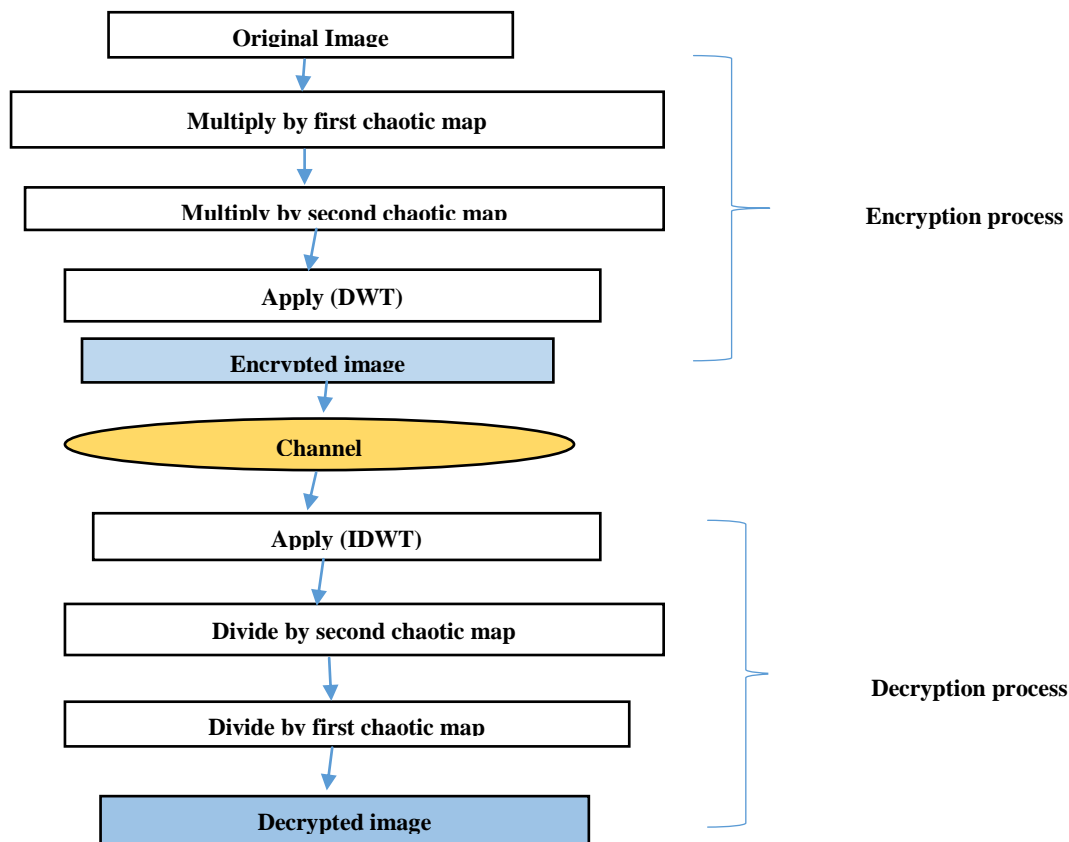 Original Image
Multiply by first chaotic map
Multiply by second chaotic map
Encryption process
Apply (DWT)
Encrypted image
Channel
Apply (IDWT)
Divide by second chaotic map
Decryption process
Divide by first chaotic map
Decrypted image